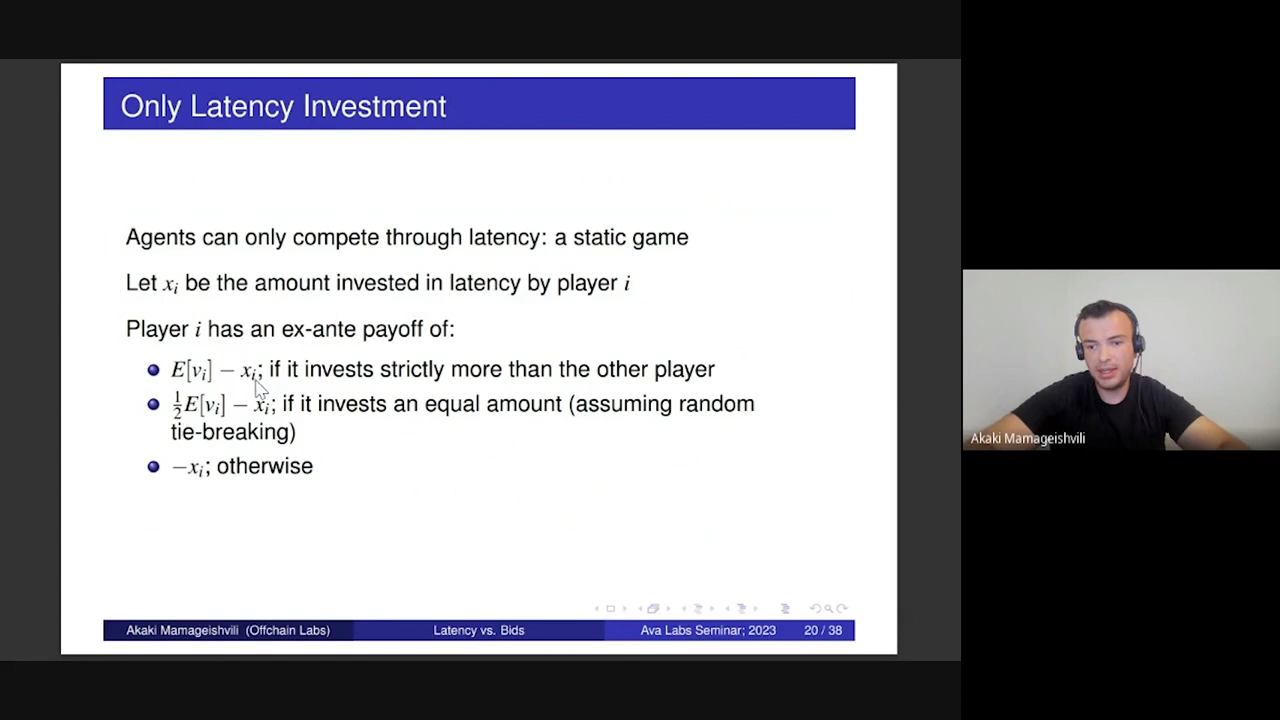 Only Latency Investment
Agents can only compete through latency: a static game
Let xᵢ be the amount invested in latency by player i
Player i has an ex-ante payoff of:
E[vᵢ] − xᵢ; if it invests strictly more than the other player
½E[vᵢ] − xᵢ; if it invests an equal amount (assuming random
tie-breaking)
−xᵢ; otherwise
Akaki Mamageishvili (Offchain Labs) Latency vs. Bids Ava Labs Seminar; 2023 20 / 38
Akaki Mamageishvili